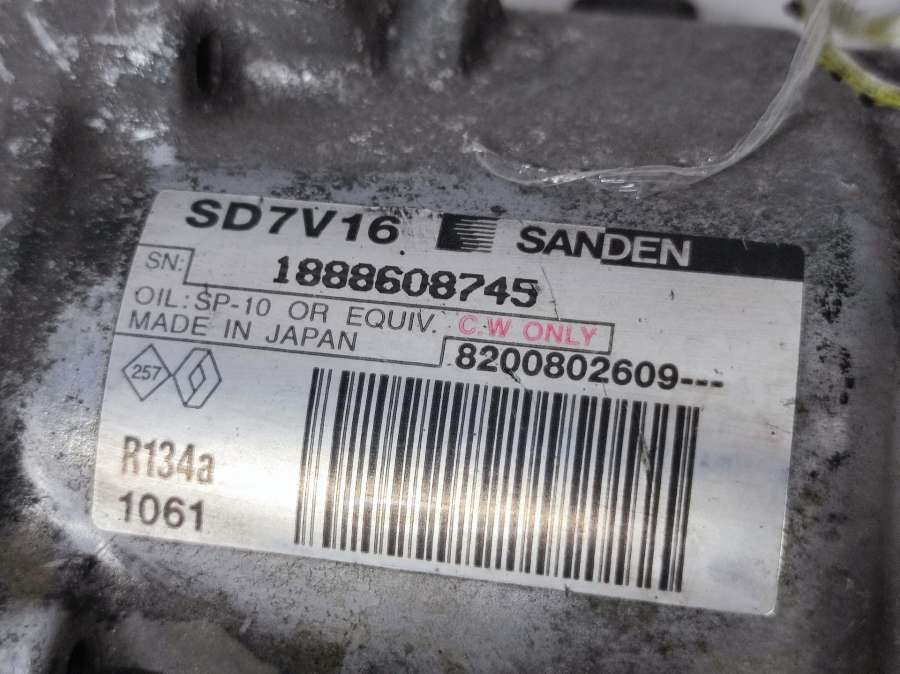 SD7V16 SANDEN
SN: 1888608745
OIL: SP-10 OR EQUIV. C.W ONLY
MADE IN JAPAN
8200802609---
257
R134a
1061